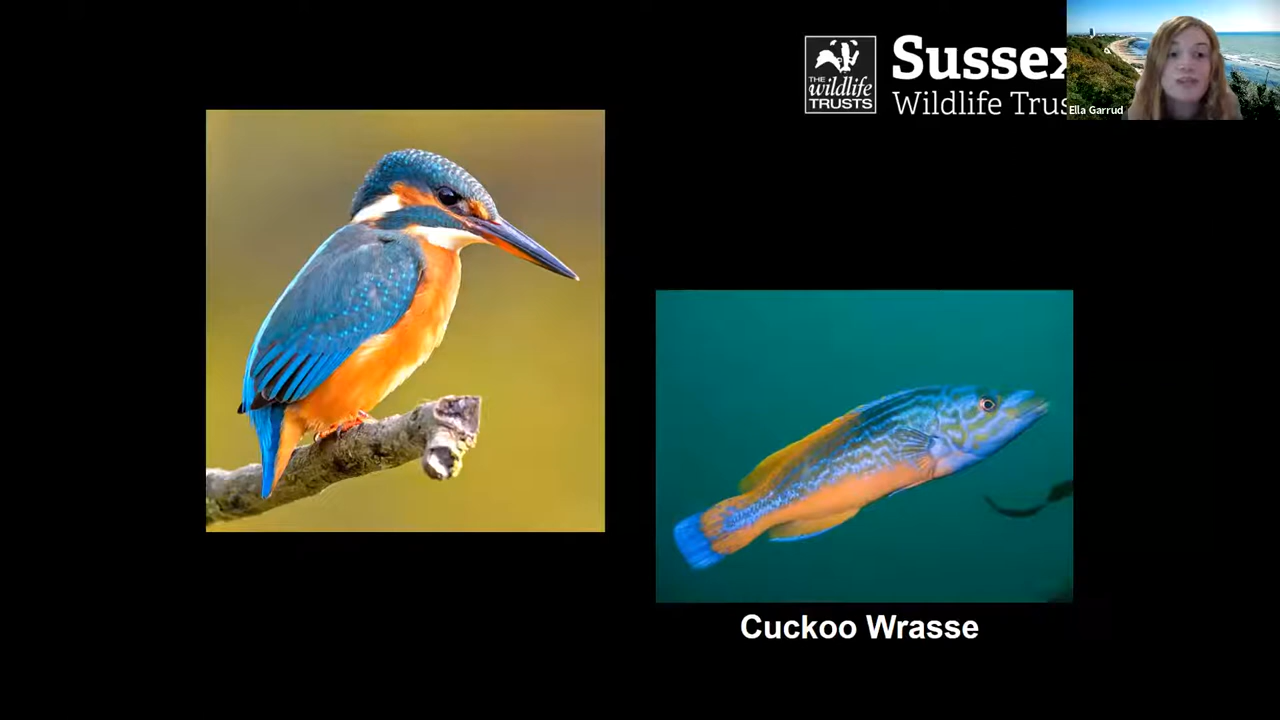 THE
wildlife
TRUSTS
Sussex
Wildlife Trus
Ella Garrud
Cuckoo Wrasse